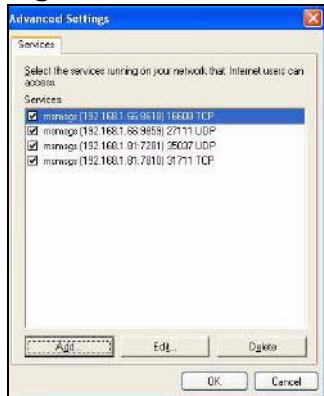 Advanced Settings
Services
Select the services running on your network that Internet users can
access.
Services
msmsgs (192.168.1.66:9618) 16608 TCP
msmsgs (192.168.1.66:9859) 27111 UDP
msmsgs (192.168.1.81:7281) 35037 UDP
msmsgs (192.168.1.81:7810) 31711 TCP
Add...
Edit...
Delete
OK
Cancel